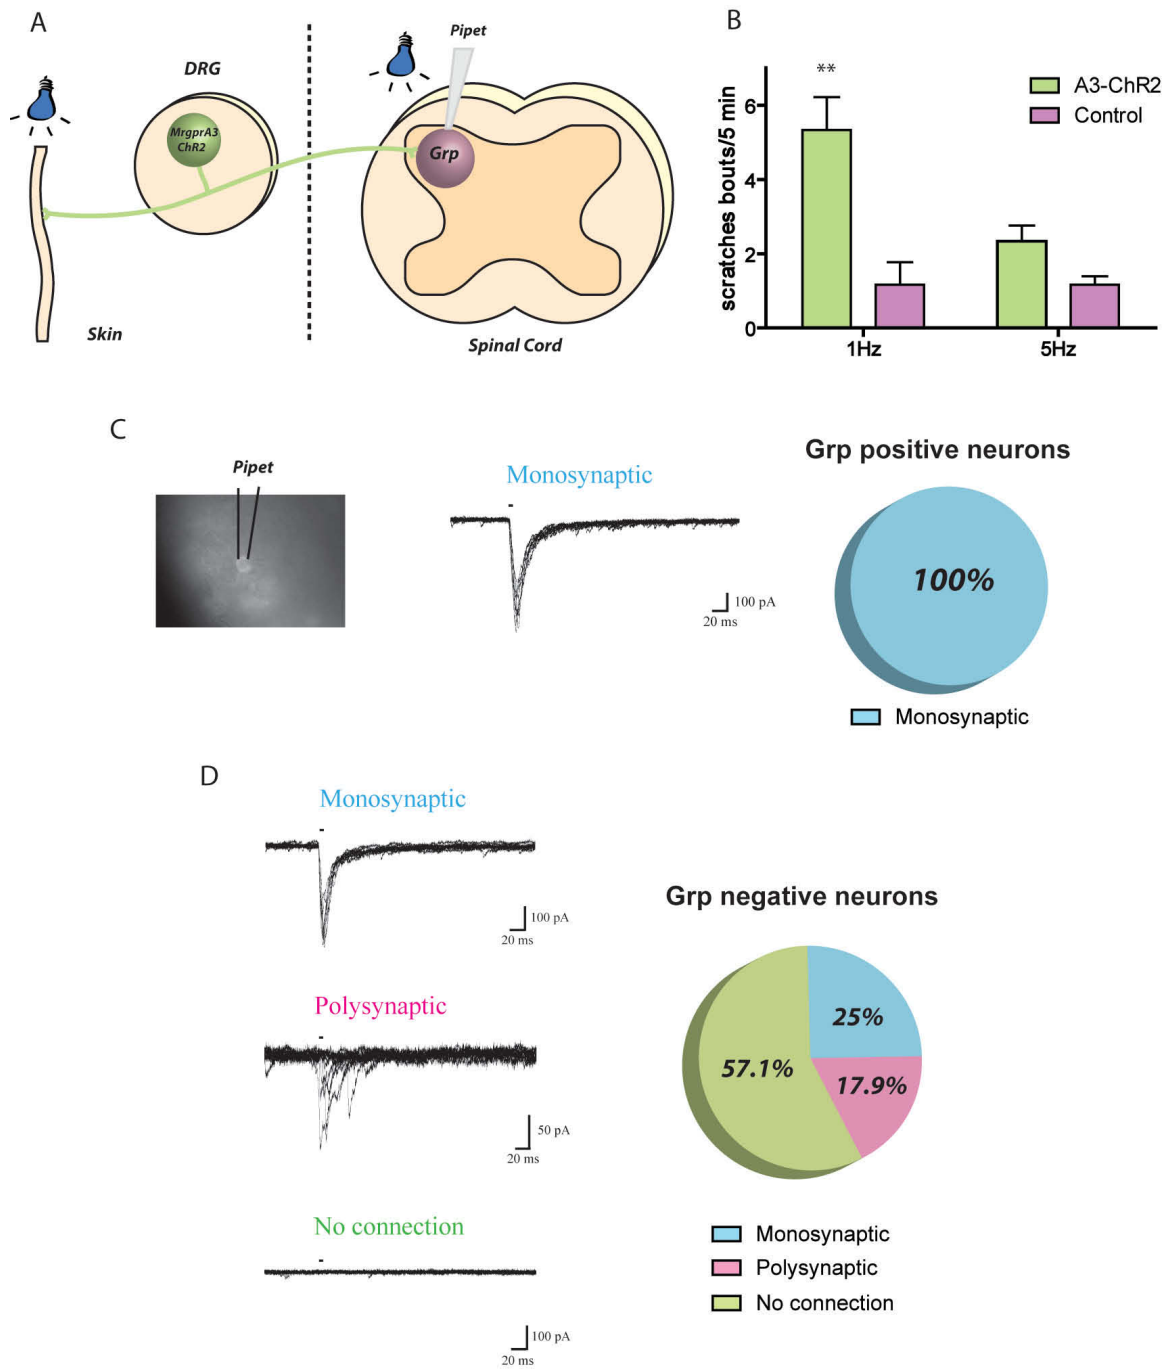 A
DRG
MrgprA3
ChR2
Skin
Pipet
Grp
Spinal Cord
B
**
scratches bouts/5 min
6
4
2
0
1Hz
5Hz
A3-ChR2
Control
C
Pipet
Monosynaptic
100 pA
20 ms
Grp positive neurons
100%
Monosynaptic
D
Monosynaptic
100 pA
20 ms
Polysynaptic
50 pA
20 ms
No connection
100 pA
20 ms
Grp negative neurons
25%
57.1%
17.9%
Monosynaptic
Polysynaptic
No connection